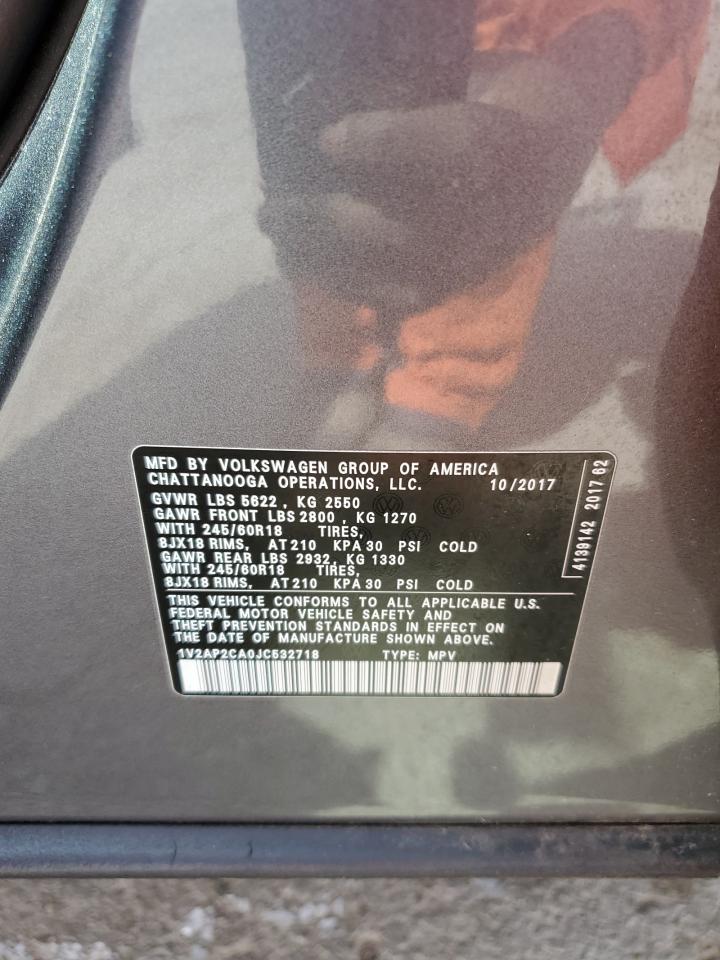 MFD BY VOLKSWAGEN GROUP OF AMERICA
CHATTANOOGA OPERATIONS, LLC. 10/2017
GVWR LBS 5622 , KG 2550
GAWR FRONT LBS 2800 , KG 1270
WITH 245/60R18 TIRES,
8JX18 RIMS, AT 210 KPA 30 PSI COLD
GAWR REAR LBS 2932, KG 1330
WITH 245/60R18 TIRES,
8JX18 RIMS, AT 210 KPA 30 PSI COLD
THIS VEHICLE CONFORMS TO ALL APPLICABLE U.S.
FEDERAL MOTOR VEHICLE SAFETY AND
THEFT PREVENTION STANDARDS IN EFFECT ON
THE DATE OF MANUFACTURE SHOWN ABOVE.
1V2AP2CA0JC532718 TYPE: MPV
4139142 2017 62